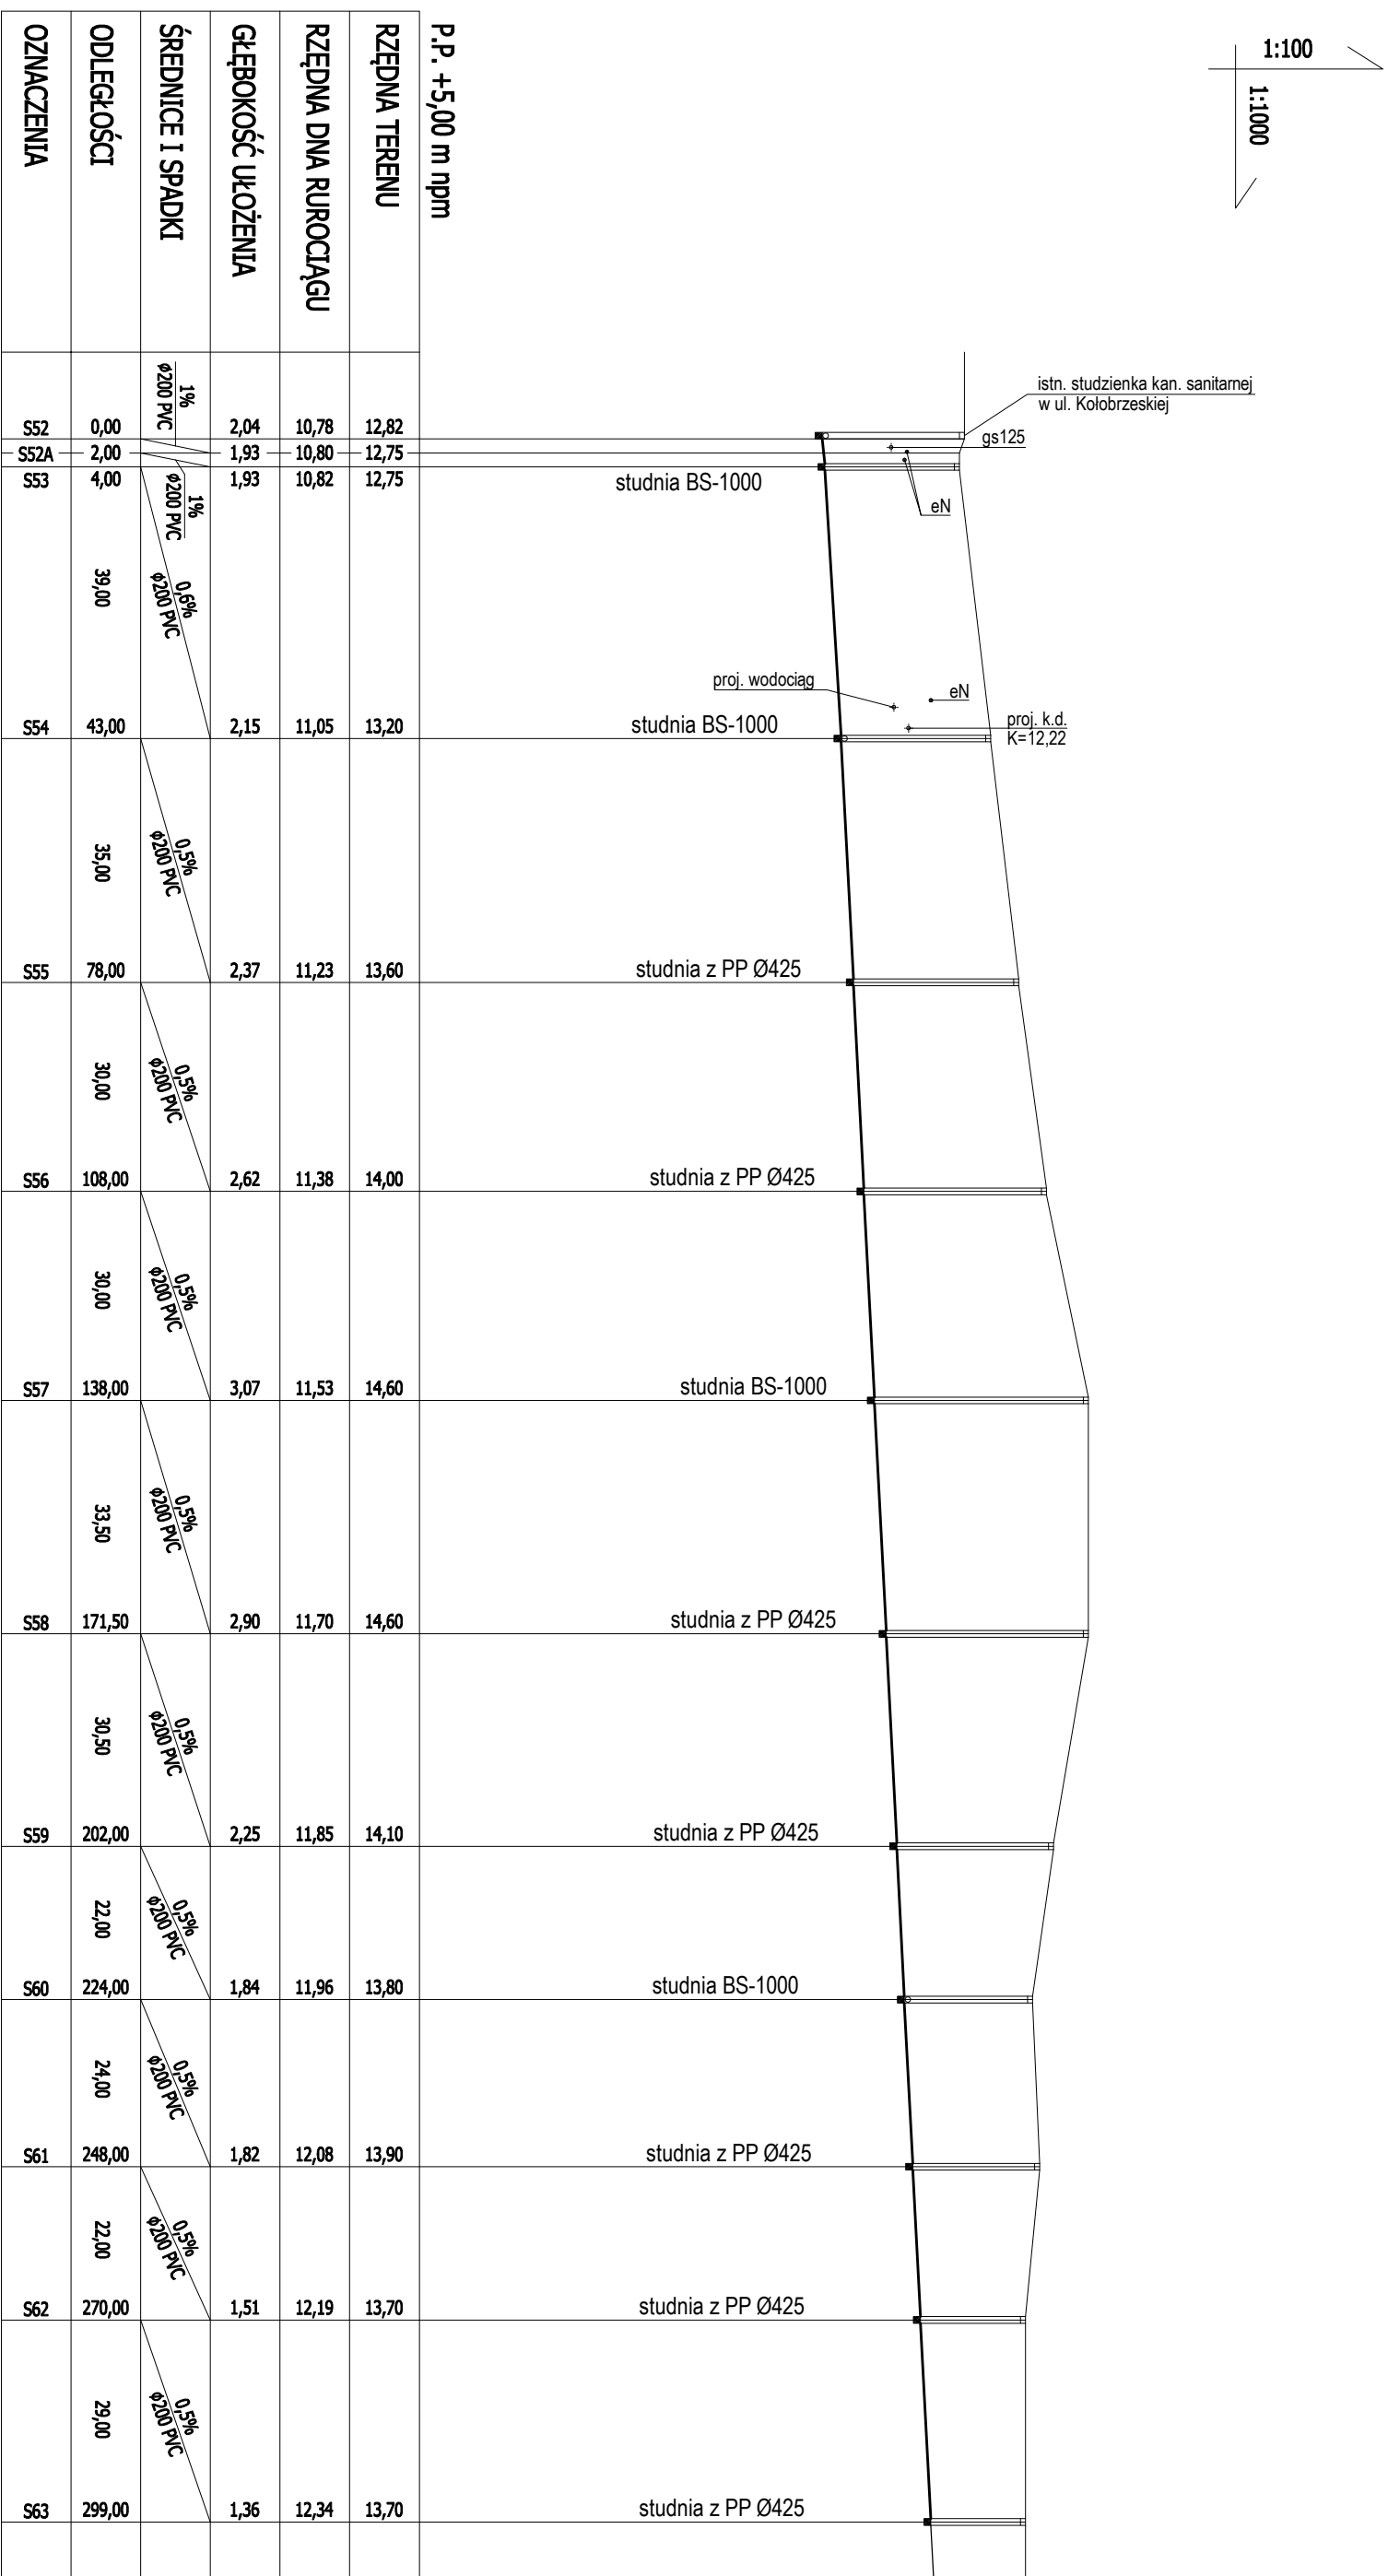 1:100
1:1000
P.P. +5,00 m npm
RZĘDNA TERENU
RZĘDNA DNA RUROCIĄGU
GŁĘBOKOŚĆ UŁOŻENIA
ŚREDNICE I SPADKI
ODLEGŁOŚCI
OZNACZENIA
istn. studzienka kan. sanitarnej
w ul. Kołobrzeskiej
1%
ø200 PVC
S52 0,00 2,04 10,78 12,82
gs125
S52A 2,00 1,93 10,80 12,75
S53 4,00 1,93 10,82 12,75 studnia BS-1000
eN
1%
ø200 PVC
39,00
0,6%
ø200 PVC
proj. wodociąg
eN
proj. k.d.
K=12,22
S54 43,00 2,15 11,05 13,20 studnia BS-1000
35,00
0,5%
ø200 PVC
S55 78,00 2,37 11,23 13,60 studnia z PP Ø425
30,00
0,5%
ø200 PVC
S56 108,00 2,62 11,38 14,00 studnia z PP Ø425
30,00
0,5%
ø200 PVC
S57 138,00 3,07 11,53 14,60 studnia BS-1000
33,50
0,5%
ø200 PVC
S58 171,50 2,90 11,70 14,60 studnia z PP Ø425
30,50
0,5%
ø200 PVC
S59 202,00 2,25 11,85 14,10 studnia z PP Ø425
22,00
0,5%
ø200 PVC
S60 224,00 1,84 11,96 13,80 studnia BS-1000
24,00
0,5%
ø200 PVC
S61 248,00 1,82 12,08 13,90 studnia z PP Ø425
22,00
0,5%
ø200 PVC
S62 270,00 1,51 12,19 13,70 studnia z PP Ø425
29,00
0,5%
ø200 PVC
S63 299,00 1,36 12,34 13,70 studnia z PP Ø425